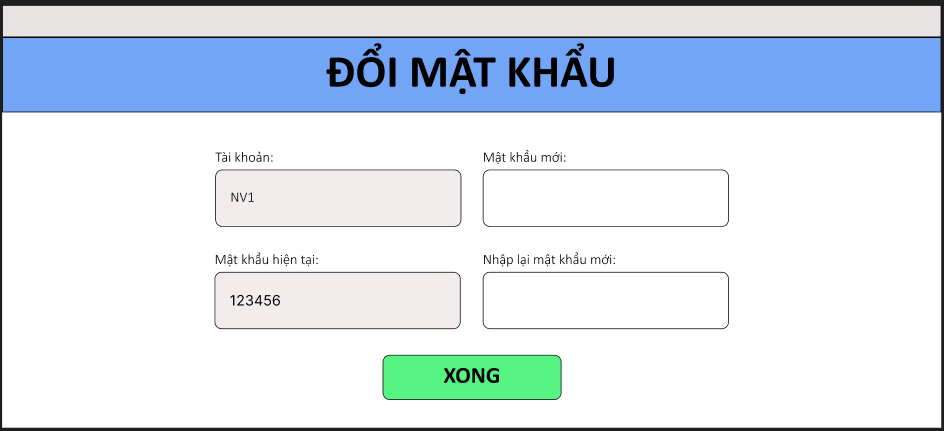 ĐỔI MẬT KHẨU
Tài khoản:
NV1
Mật khẩu mới:
Mật khẩu hiện tại:
123456
Nhập lại mật khẩu mới:
XONG